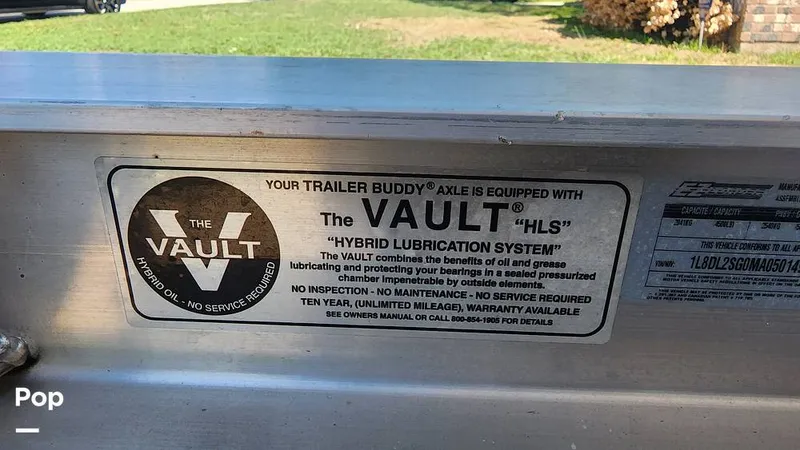 THE
VAULT
HYBRID OIL - NO SERVICE REQUIRED
YOUR TRAILER BUDDY® AXLE IS EQUIPPED WITH
The VAULT® "HLS"
"HYBRID LUBRICATION SYSTEM"
The VAULT combines the benefits of oil and grease
lubricating and protecting your bearings in a sealed pressurized
chamber impenetrable by outside elements.
NO INSPECTION - NO MAINTENANCE - NO SERVICE REQUIRED
TEN YEAR, (UNLIMITED MILEAGE), WARRANTY AVAILABLE
SEE OWNERS MANUAL OR CALL 800-854-1905 FOR DETAILS
CAPACITE / CAPACITY
THIS VEHICLE CONFORMS TO ALL
Pop